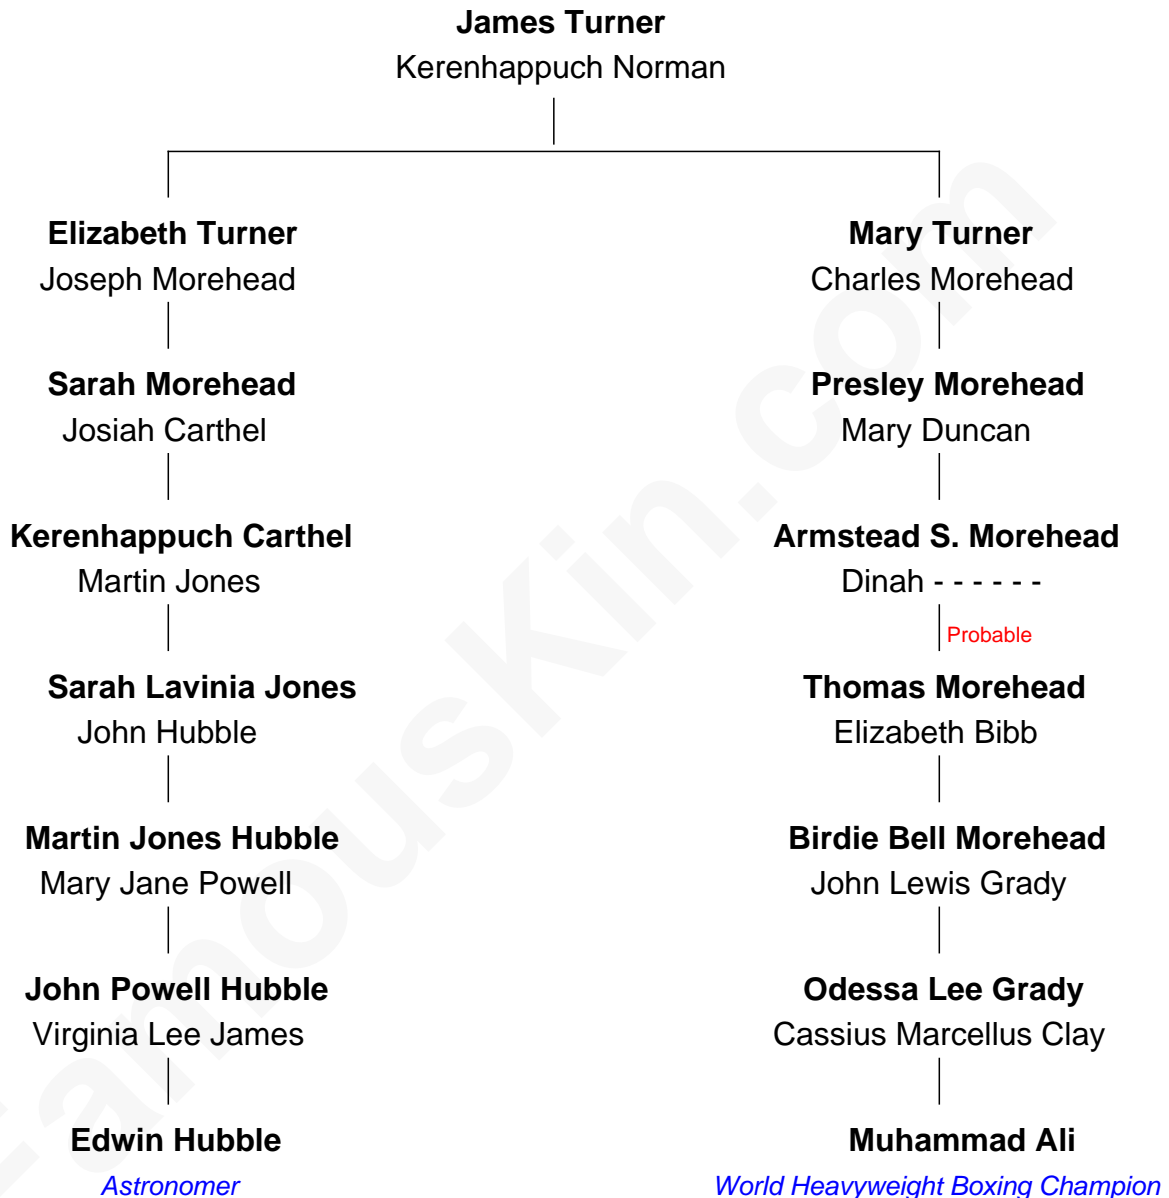 James Turner
Kerenhappuch Norman
Elizabeth Turner
Joseph Morehead
Mary Turner
Charles Morehead
Sarah Morehead
Josiah Carthel
Presley Morehead
Mary Duncan
Kerenhappuch Carthel
Martin Jones
Armstead S. Morehead
Dinah - - - - - -
Probable
Sarah Lavinia Jones
John Hubble
Thomas Morehead
Elizabeth Bibb
Martin Jones Hubble
Mary Jane Powell
Birdie Bell Morehead
John Lewis Grady
John Powell Hubble
Virginia Lee James
Odessa Lee Grady
Cassius Marcellus Clay
Edwin Hubble
Astronomer
Muhammad Ali
World Heavyweight Boxing Champion
FamousKin.com